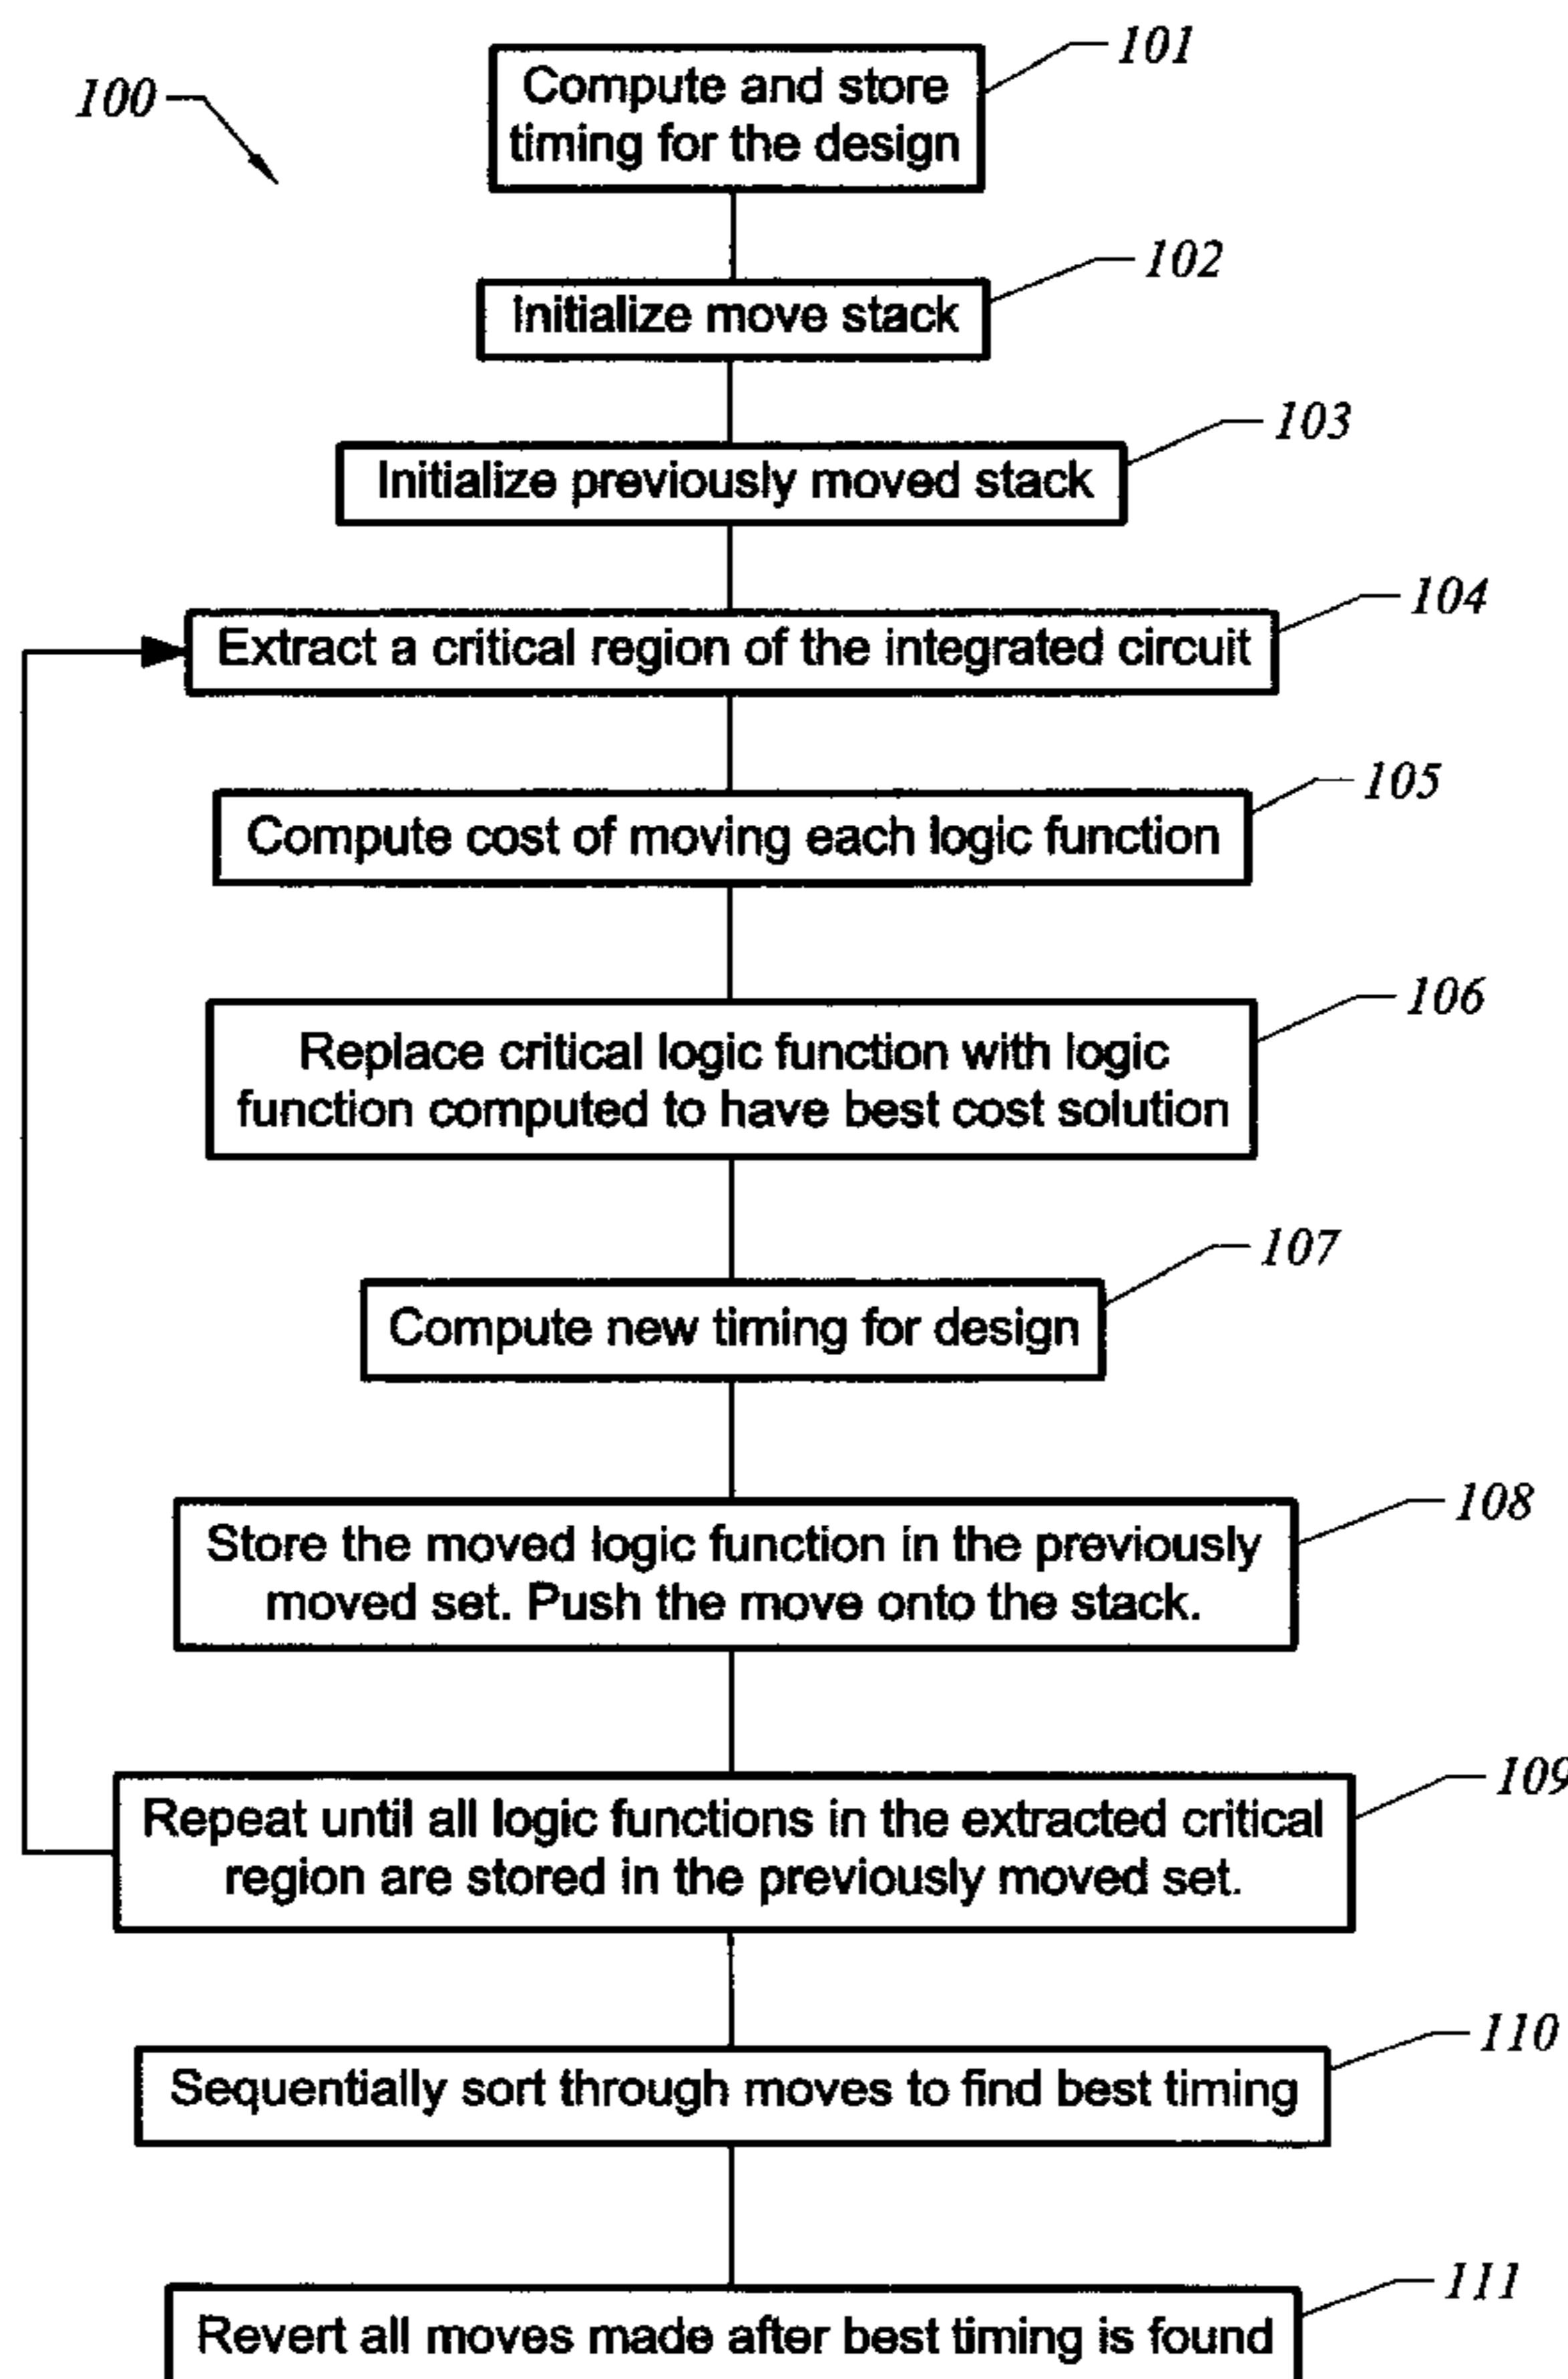 100
101
Compute and store
timing for the design
102
Initialize move stack
103
Initialize previously moved stack
104
Extract a critical region of the integrated circuit
105
Compute cost of moving each logic function
106
Replace critical logic function with logic
function computed to have best cost solution
107
Compute new timing for design
108
Store the moved logic function in the previously
moved set. Push the move onto the stack.
109
Repeat until all logic functions in the extracted critical
region are stored in the previously moved set.
110
Sequentially sort through moves to find best timing
111
Revert all moves made after best timing is found